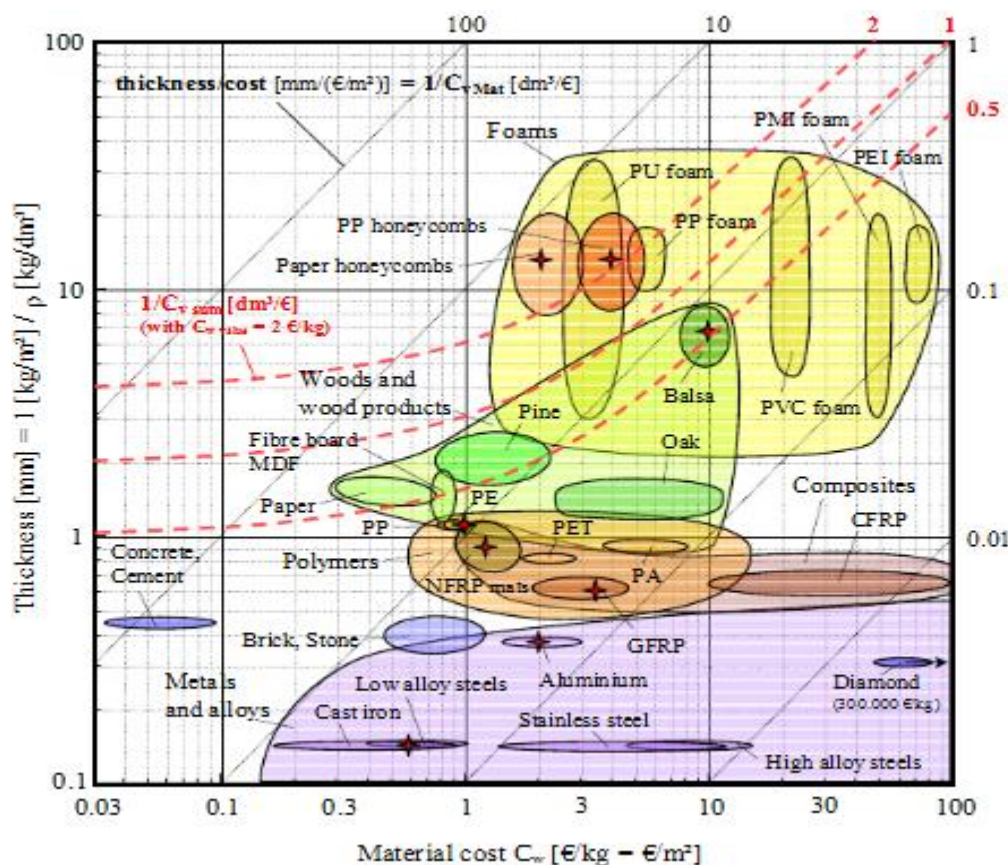 100 10 2 1
100
1
thickness/cost [mm/(€/m²)] = 1/C_vMat [dm³/€]
PMI foam
0.5
Foams
PEI foam
PU foam
PP honeycombs
PP foam
Paper honeycombs
10
0.1
1/C_v sum [dm³/€]
(with C_w = 2 €/kg)
Woods and
wood products
Balsa
PVC foam
Pine
Fibre board
MDF
Oak
Composites
Paper
PE
CFRP
PP
PET
1
0.01
Concrete,
Cement
Polymers
NFRP mats
PA
Brick, Stone
GFRP
Metals
and alloys
Low alloy steels
Aluminium
Diamond
(300.000 €/kg)
Cast iron
Stainless steel
High alloy steels
0.1
0.03 0.1 0.3 1 3 10 30 100
Material cost C_w [€/kg = €/m²]
Thickness [mm] = 1 [kg/m²] / ρ [kg/dm³]